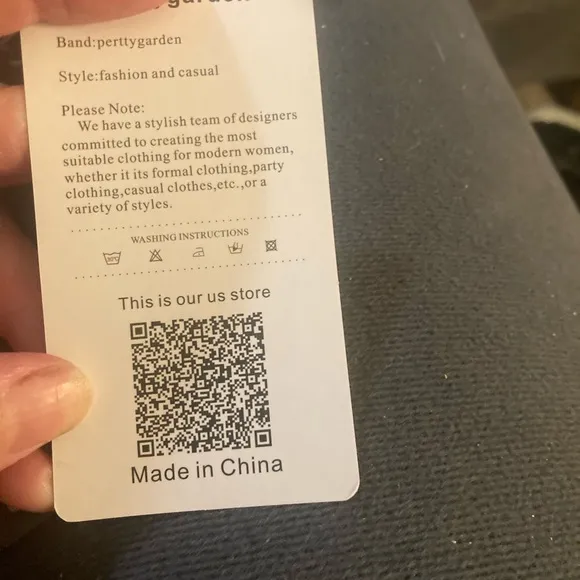 garden
Band:perttygarden
Style:fashion and casual
Please Note:
We have a stylish team of designers
committed to creating the most
suitable clothing for modern women,
whether it its formal clothing,party
clothing,casual clothes,etc.,or a
variety of styles.
WASHING INSTRUCTIONS
This is our us store
Made in China